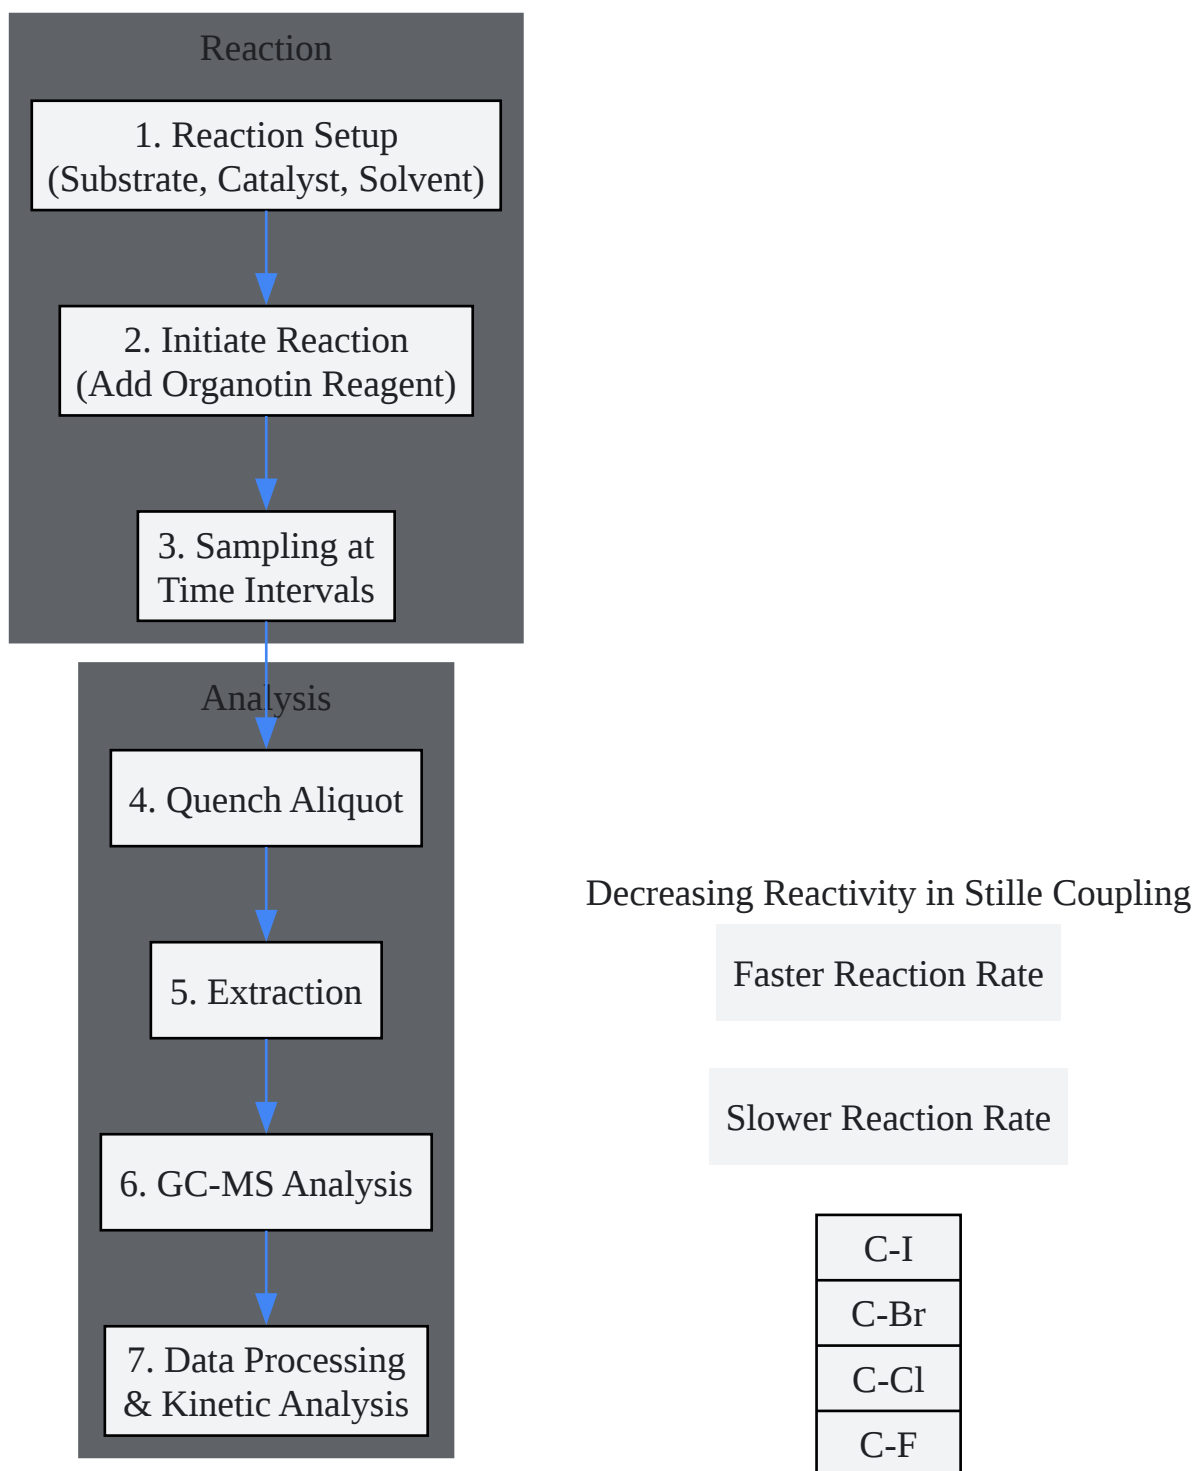 Reaction
1. Reaction Setup
(Substrate, Catalyst, Solvent)
2. Initiate Reaction
(Add Organotin Reagent)
3. Sampling at
Time Intervals
Analysis
4. Quench Aliquot
5. Extraction
6. GC-MS Analysis
7. Data Processing
& Kinetic Analysis
Decreasing Reactivity in Stille Coupling
Faster Reaction Rate
Slower Reaction Rate
C-I
C-Br
C-Cl
C-F